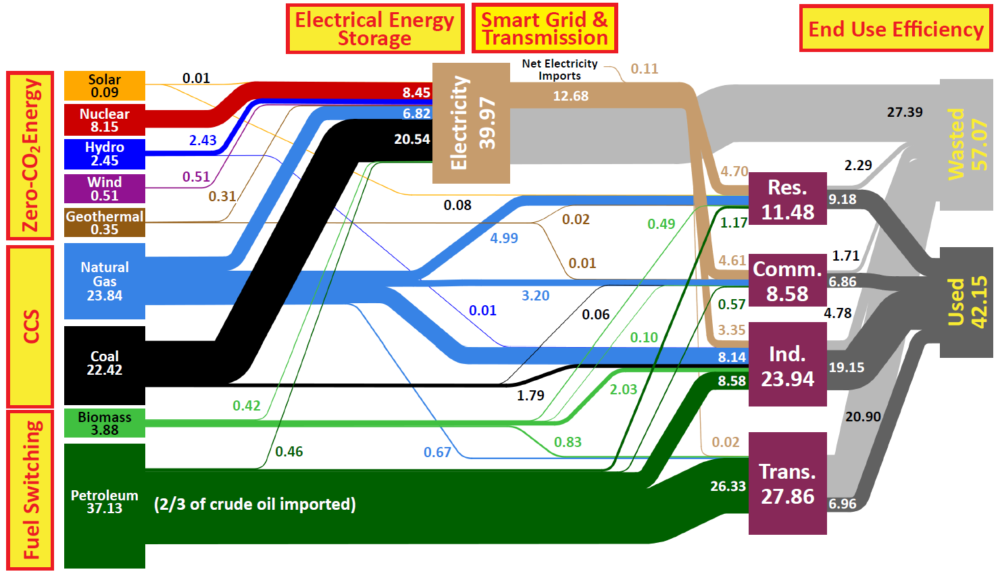 Electrical Energy
Storage
Smart Grid &
Transmission
End Use Efficiency
Zero-CO₂ Energy
CCS
Fuel Switching
Solar
0.09
Nuclear
8.15
Hydro
2.45
Wind
0.51
Geothermal
0.35
Natural
Gas
23.84
Coal
22.42
Biomass
3.88
Petroleum
37.13
(2/3 of crude oil imported)
0.01
2.43
0.51
0.31
0.42
0.46
8.45
6.82
20.54
Electricity
39.97
Net Electricity
Imports
0.11
12.68
27.39
0.08
0.02
4.99
0.01
3.20
0.01
0.06
0.49
0.10
1.79
2.03
0.83
0.67
4.70
1.17
4.61
0.57
3.35
8.14
8.58
0.02
26.33
Res.
11.48
Comm.
8.58
Ind.
23.94
Trans.
27.86
2.29
9.18
1.71
6.86
4.78
19.15
20.90
6.96
Wasted
57.07
Used
42.15